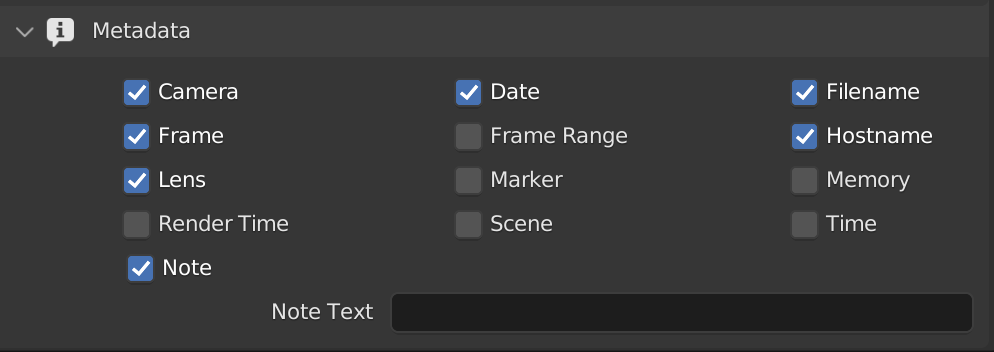 Metadata
Camera Date Filename
Frame Frame Range Hostname
Lens Marker Memory
Render Time Scene Time
Note
Note Text